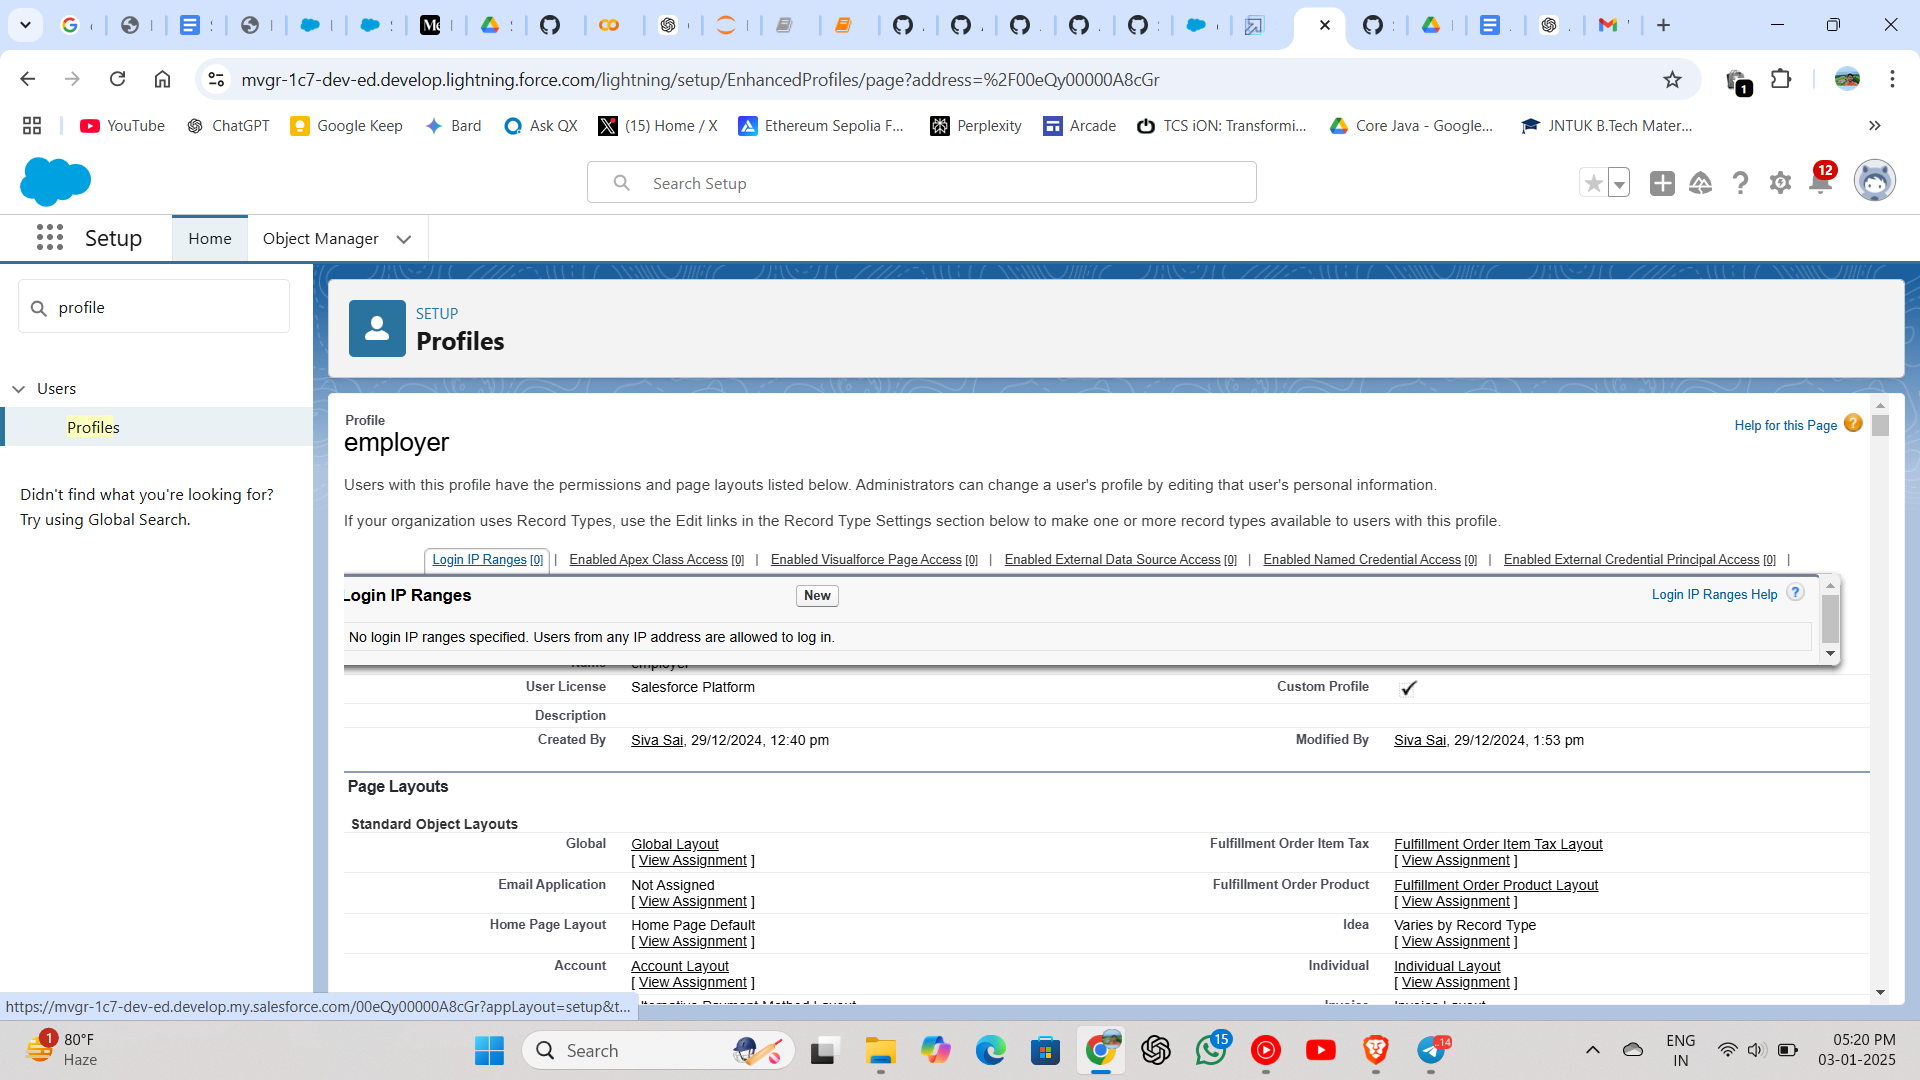 mvgr-1c7-dev-ed.develop.lightning.force.com/lightning/setup/EnhancedProfiles/page?address=%2F00eQy00000A8cGr
1
YouTube
ChatGPT
Google Keep
Bard
Ask QX
(15) Home / X
Ethereum Sepolia F...
Perplexity
Arcade
TCS iON: Transformi...
Core Java - Google...
JNTUK B.Tech Mater...
Search Setup
12
Setup
Home
Object Manager
profile
Users
Profiles
Didn't find what you're looking for?
Try using Global Search.
SETUP
Profiles
Profile
employer
Help for this Page
Users with this profile have the permissions and page layouts listed below. Administrators can change a user's profile by editing that user's personal information.
If your organization uses Record Types, use the Edit links in the Record Type Settings section below to make one or more record types available to users with this profile.
Login IP Ranges [0] | Enabled Apex Class Access [0] | Enabled Visualforce Page Access [0] | Enabled External Data Source Access [0] | Enabled Named Credential Access [0] | Enabled External Credential Principal Access [0] |
Login IP Ranges
New
Login IP Ranges Help
No login IP ranges specified. Users from any IP address are allowed to log in.
Name employer
User License Salesforce Platform Custom Profile
Description
Created By Siva Sai, 29/12/2024, 12:40 pm Modified By Siva Sai, 29/12/2024, 1:53 pm
Page Layouts
Standard Object Layouts
Global Global Layout Fulfillment Order Item Tax Fulfillment Order Item Tax Layout
[ View Assignment ] [ View Assignment ]
Email Application Not Assigned Fulfillment Order Product Fulfillment Order Product Layout
[ View Assignment ] [ View Assignment ]
Home Page Layout Home Page Default Idea Varies by Record Type
[ View Assignment ] [ View Assignment ]
Account Account Layout Individual Individual Layout
[ View Assignment ] [ View Assignment ]
Alternative Payment Method Layout Invoice Invoice Layout
https://mvgr-1c7-dev-ed.develop.my.salesforce.com/00eQy00000A8cGr?appLayout=setup&t...
1
80°F
Haze
Search
15
14
ENG
IN
05:20 PM
03-01-2025